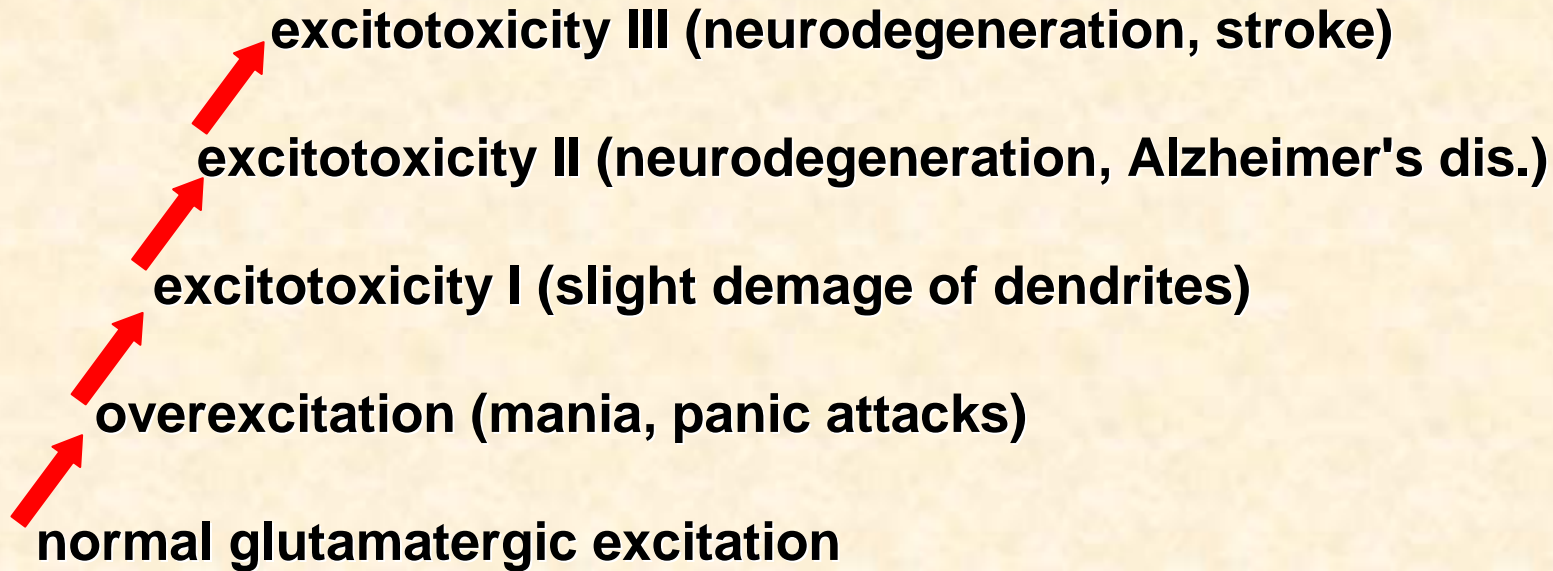 excitotoxicity III (neurodegeneration, stroke)
excitotoxicity II (neurodegeneration, Alzheimer's dis.)
excitotoxicity I (slight demage of dendrites)
overexcitation (mania, panic attacks)
normal glutamatergic excitation